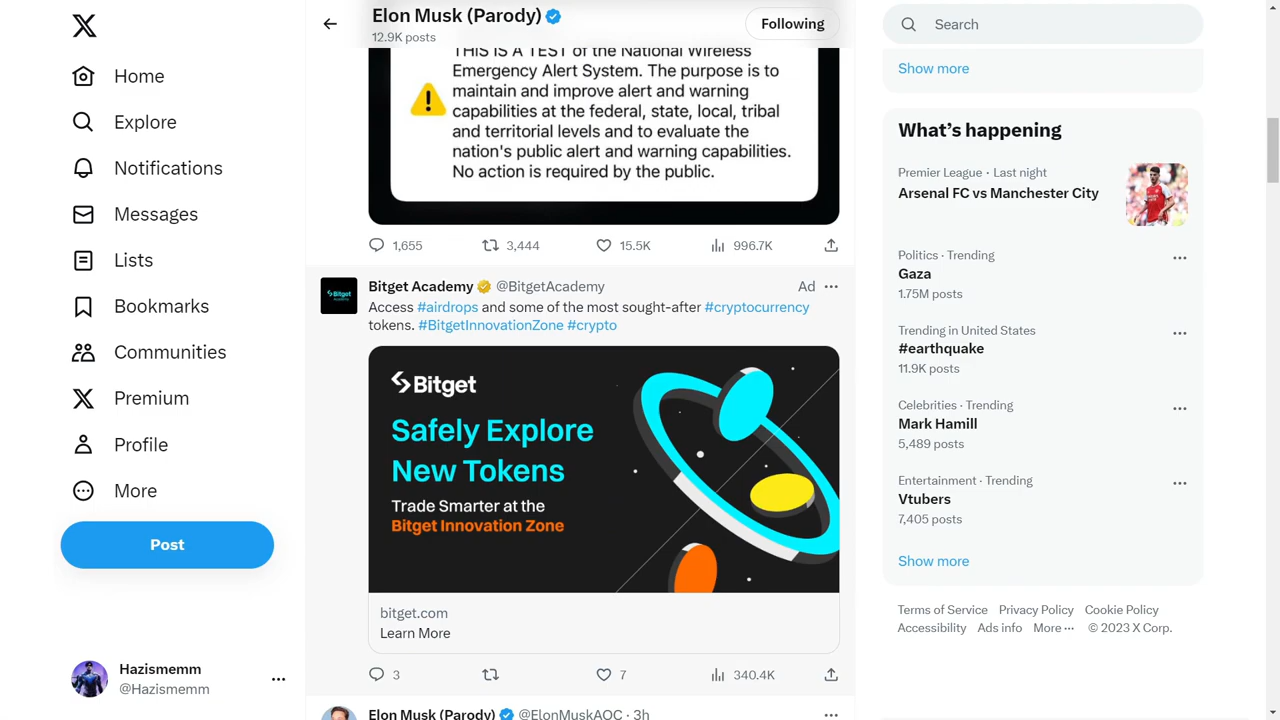 Home
Explore
Notifications
Messages
Lists
Bookmarks
Communities
Premium
Profile
More
Post
Hazismemm
@Hazismemm
Elon Musk (Parody)
12.9K posts
Following
THIS IS A TEST of the National Wireless
Emergency Alert System. The purpose is to
maintain and improve alert and warning
capabilities at the federal, state, local, tribal
and territorial levels and to evaluate the
nation's public alert and warning capabilities.
No action is required by the public.
1,655 3,444 15.5K 996.7K
Bitget Academy @BitgetAcademy Ad
Access #airdrops and some of the most sought-after #cryptocurrency
tokens. #BitgetInnovationZone #crypto
Bitget Academy
Bitget
Safely Explore
New Tokens
Trade Smarter at the
Bitget Innovation Zone
bitget.com
Learn More
3 7 340.4K
Elon Musk (Parody) @ElonMuskAOC · 3h
Search
Show more
What's happening
Premier League · Last night
Arsenal FC vs Manchester City
Politics · Trending
Gaza
1.75M posts
Trending in United States
#earthquake
11.9K posts
Celebrities · Trending
Mark Hamill
5,489 posts
Entertainment · Trending
Vtubers
7,405 posts
Show more
Terms of Service Privacy Policy Cookie Policy
Accessibility Ads info More ··· © 2023 X Corp.